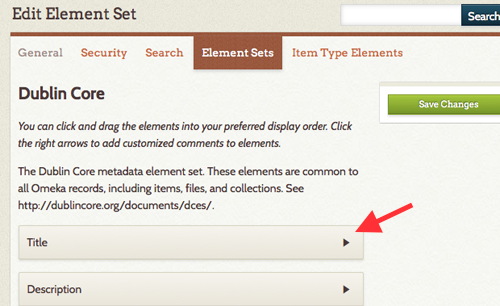 Edit Element Set
Search
General Security Search Element Sets Item Type Elements
Dublin Core
Save Changes
You can click and drag the elements into your preferred display order. Click
the right arrows to add customized comments to elements.
The Dublin Core metadata element set. These elements are common to
all Omeka records, including items, files, and collections. See
http://dublincore.org/documents/dces/.
Title
Description